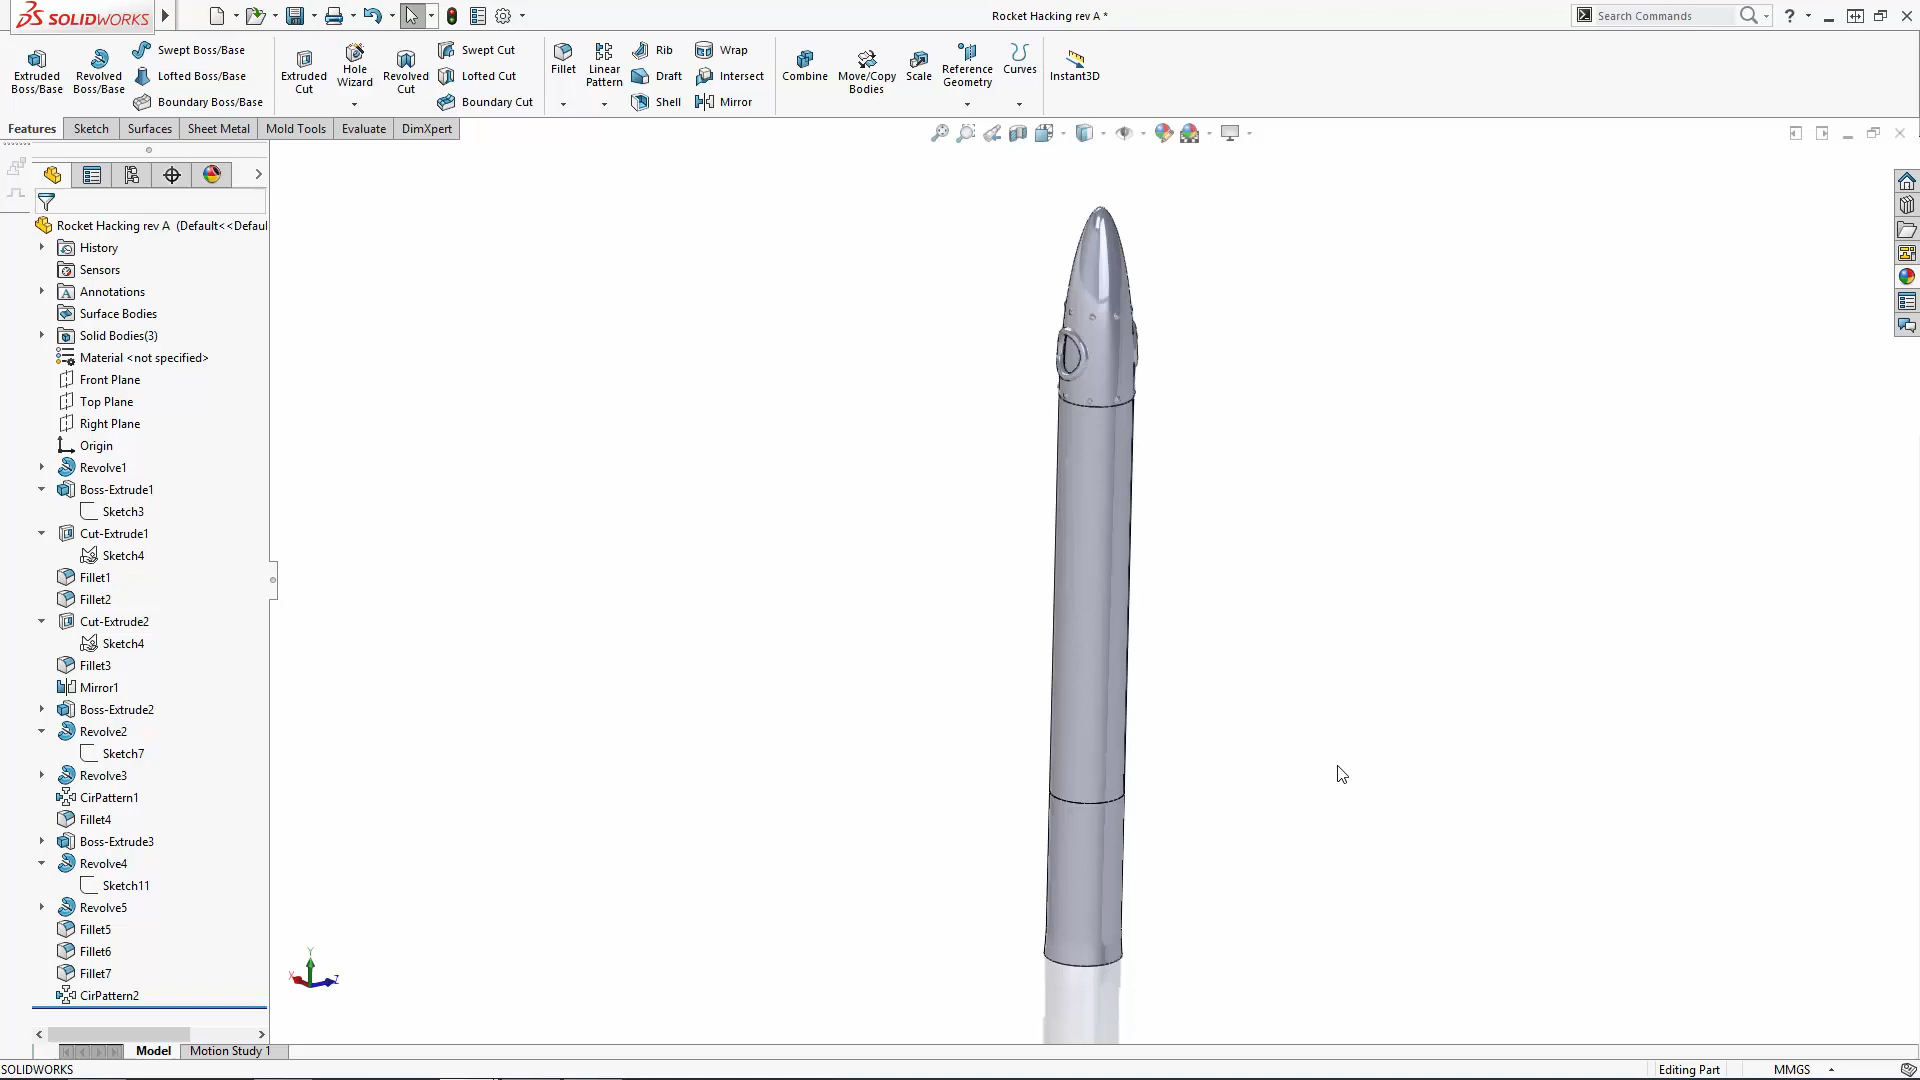 SOLIDWORKS
Rocket Hacking rev A *
Search Commands
?
Extruded Boss/Base
Revolved Boss/Base
Swept Boss/Base
Lofted Boss/Base
Boundary Boss/Base
Extruded Cut
Hole Wizard
Revolved Cut
Swept Cut
Lofted Cut
Boundary Cut
Fillet
Linear Pattern
Rib
Draft
Shell
Wrap
Intersect
Mirror
Combine
Move/Copy Bodies
Scale
Reference Geometry
Curves
Instant3D
Features
Sketch
Surfaces
Sheet Metal
Mold Tools
Evaluate
DimXpert
Rocket Hacking rev A (Default<<Defaul
History
Sensors
Annotations
Surface Bodies
Solid Bodies(3)
Material <not specified>
Front Plane
Top Plane
Right Plane
Origin
Revolve1
Boss-Extrude1
Sketch3
Cut-Extrude1
Sketch4
Fillet1
Fillet2
Cut-Extrude2
Sketch4
Fillet3
Mirror1
Boss-Extrude2
Revolve2
Sketch7
Revolve3
CirPattern1
Fillet4
Boss-Extrude3
Revolve4
Sketch11
Revolve5
Fillet5
Fillet6
Fillet7
CirPattern2
Y
X
Z
Model
Motion Study 1
SOLIDWORKS
Editing Part
MMGS